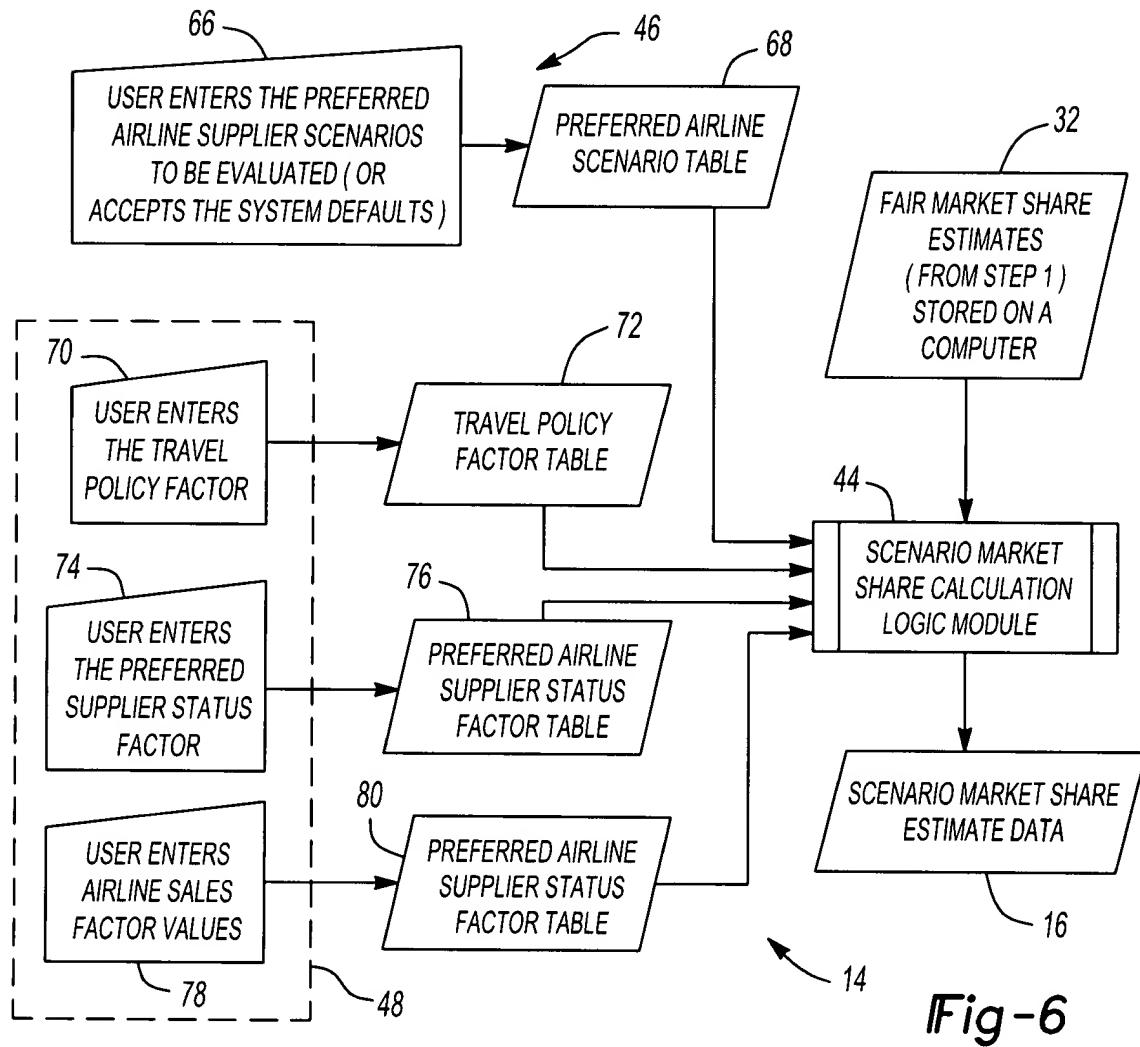 66
46
68
USER ENTERS THE PREFERRED
AIRLINE SUPPLIER SCENARIOS
TO BE EVALUATED ( OR
ACCEPTS THE SYSTEM DEFAULTS )
PREFERRED AIRLINE
SCENARIO TABLE
32
FAIR MARKET SHARE
ESTIMATES
( FROM STEP 1 )
STORED ON A
COMPUTER
70
USER ENTERS
THE TRAVEL
POLICY FACTOR
72
TRAVEL POLICY
FACTOR TABLE
44
SCENARIO MARKET
SHARE CALCULATION
LOGIC MODULE
74
USER ENTERS
THE PREFERRED
SUPPLIER STATUS
FACTOR
76
PREFERRED AIRLINE
SUPPLIER STATUS
FACTOR TABLE
SCENARIO MARKET SHARE
ESTIMATE DATA
16
USER ENTERS
AIRLINE SALES
FACTOR VALUES
78
80
PREFERRED AIRLINE
SUPPLIER STATUS
FACTOR TABLE
48
14
Fig-6